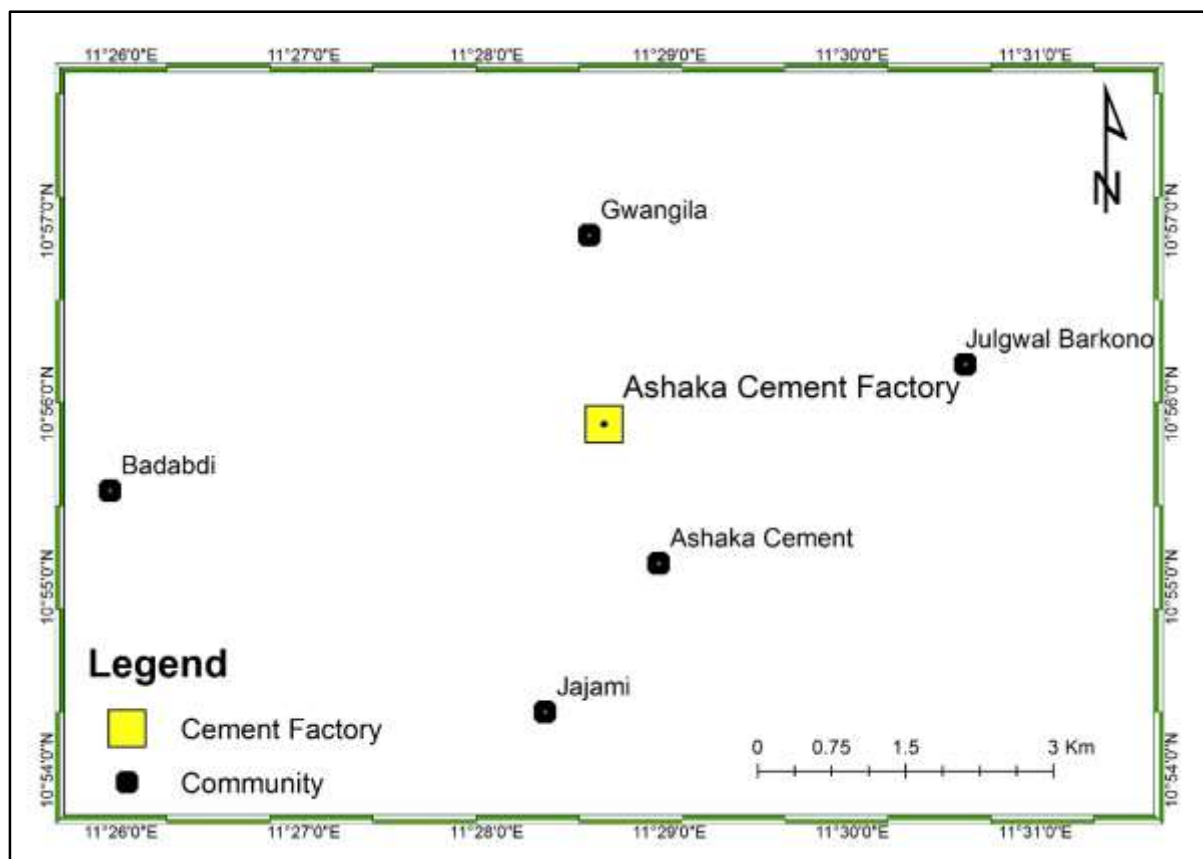 11°26'0"E 11°27'0"E 11°28'0"E 11°29'0"E 11°30'0"E 11°31'0"E
N
10°57'0"N 10°57'0"N
Gwangila
Julgwal Barkono
Ashaka Cement Factory
10°56'0"N 10°56'0"N
Badabdi
Ashaka Cement
10°55'0"N 10°55'0"N
Legend
Jajami
Cement Factory
0 0.75 1.5 3 Km
Community
10°54'0"N 10°54'0"N
11°26'0"E 11°27'0"E 11°28'0"E 11°29'0"E 11°30'0"E 11°31'0"E